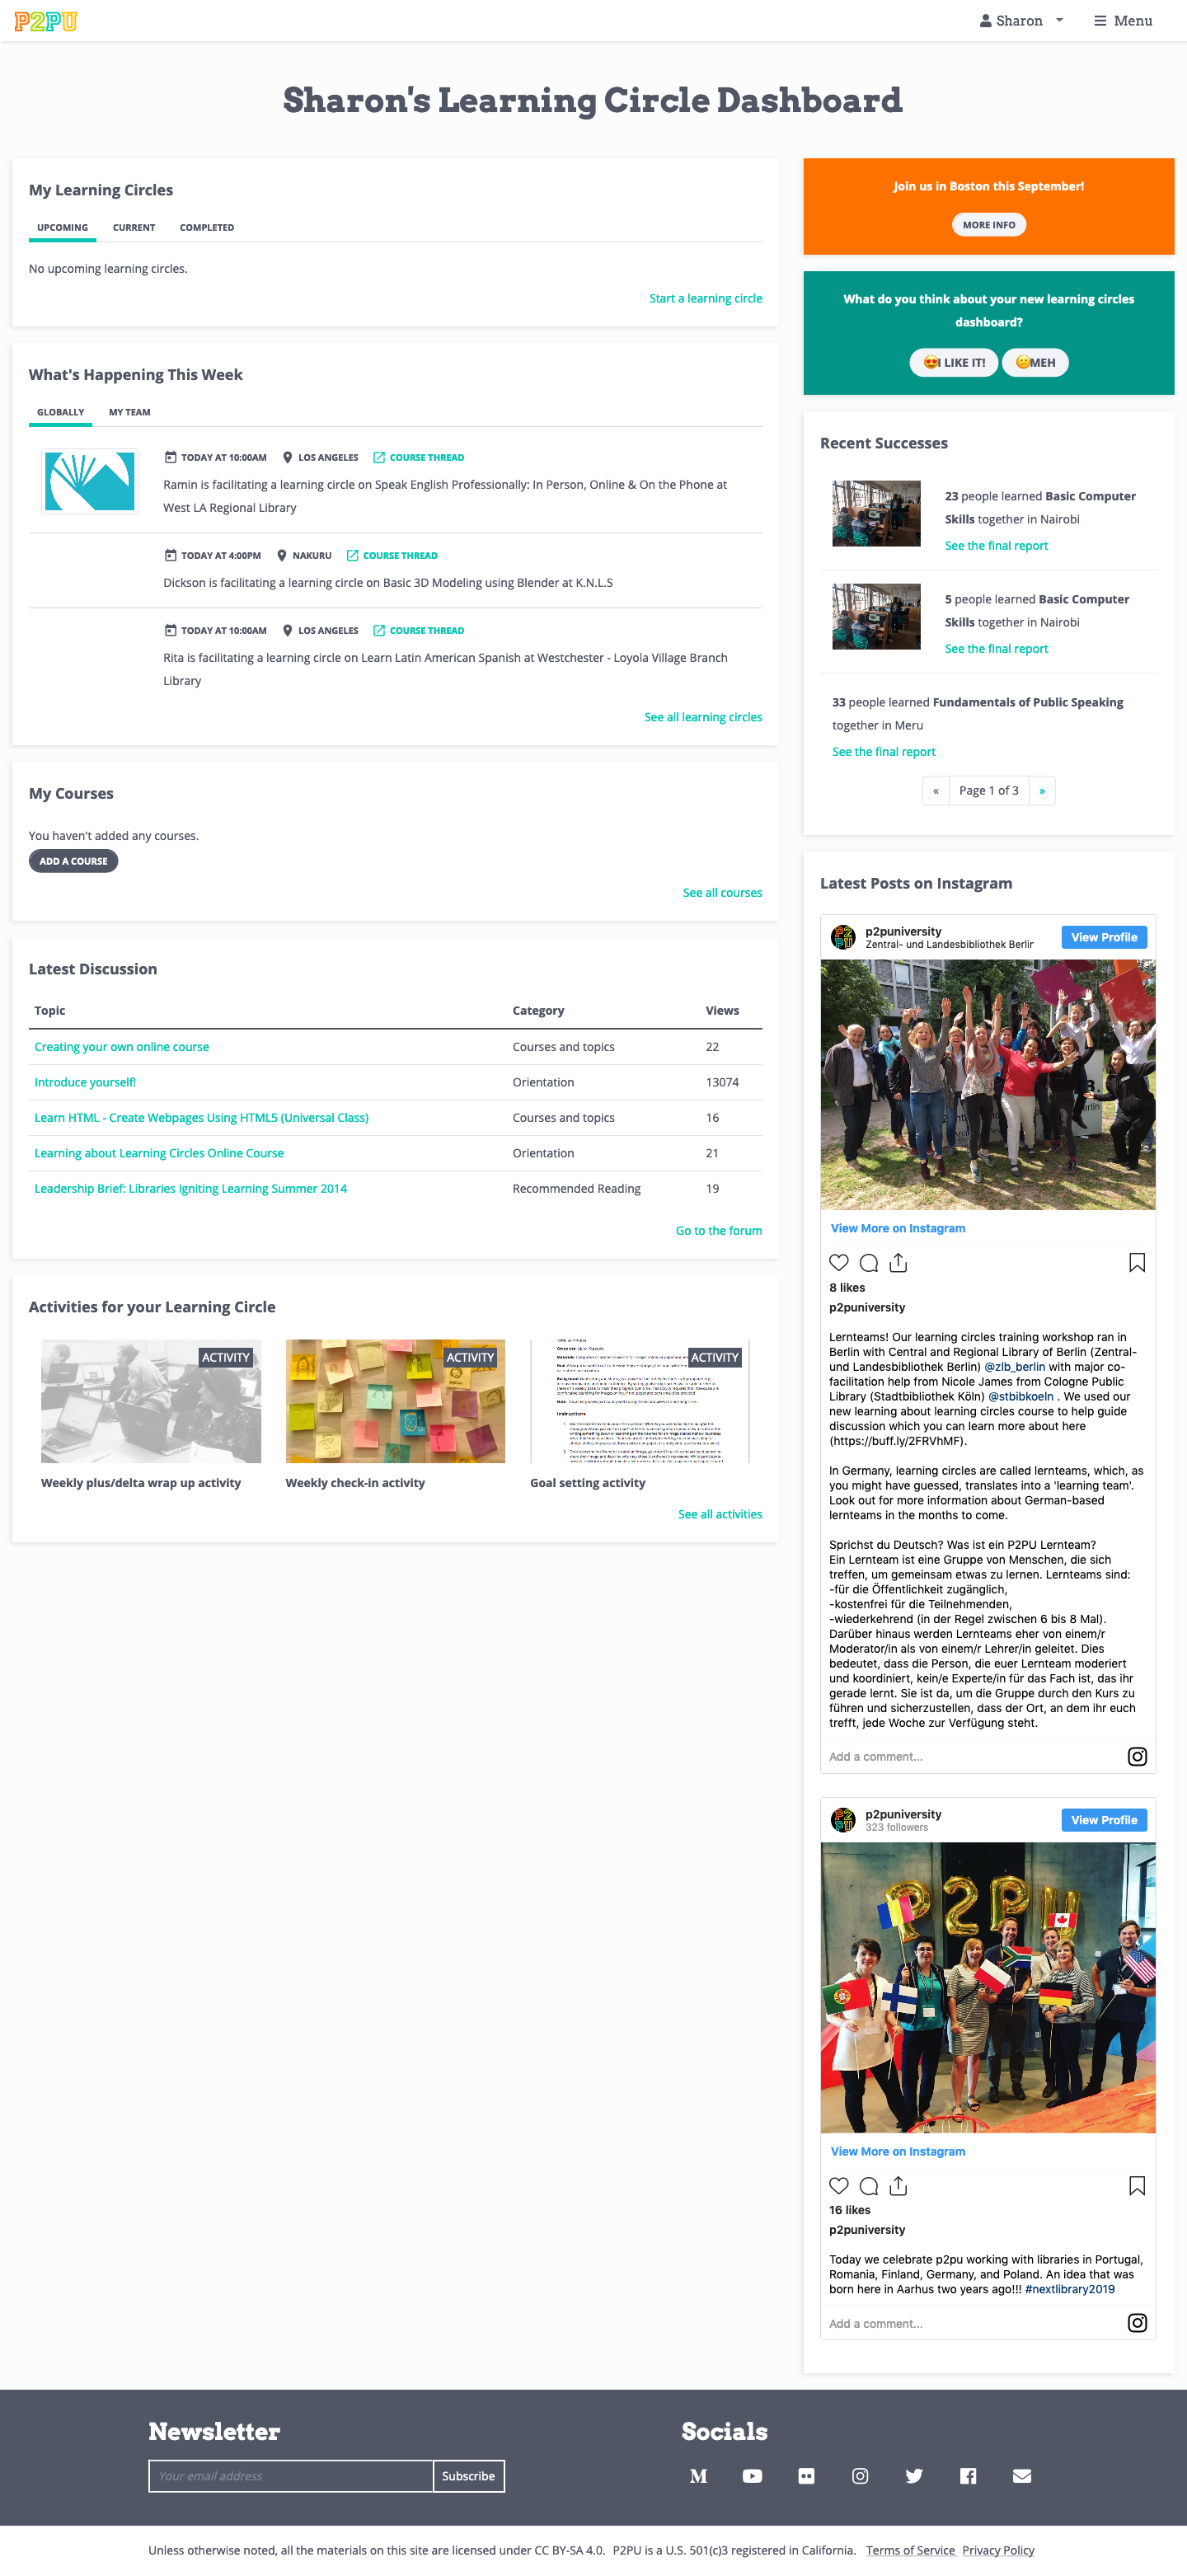 P2PU
Sharon
Menu
Sharon's Learning Circle Dashboard
My Learning Circles
UPCOMING CURRENT COMPLETED
No upcoming learning circles.
Start a learning circle
What's Happening This Week
GLOBALLY MY TEAM
TODAY AT 10:00AM LOS ANGELES COURSE THREAD
Ramin is facilitating a learning circle on Speak English Professionally: In Person, Online & On the Phone at
West LA Regional Library
TODAY AT 4:00PM NAKURU COURSE THREAD
Dickson is facilitating a learning circle on Basic 3D Modeling using Blender at K.N.L.S
TODAY AT 10:00AM LOS ANGELES COURSE THREAD
Rita is facilitating a learning circle on Learn Latin American Spanish at Westchester - Loyola Village Branch
Library
See all learning circles
My Courses
You haven't added any courses.
ADD A COURSE
See all courses
Latest Discussion
Topic Category Views
Creating your own online course Courses and topics 22
Introduce yourself! Orientation 13074
Learn HTML - Create Webpages Using HTML5 (Universal Class) Courses and topics 16
Learning about Learning Circles Online Course Orientation 21
Leadership Brief: Libraries Igniting Learning Summer 2014 Recommended Reading 19
Go to the forum
Activities for your Learning Circle
ACTIVITY
Weekly plus/delta wrap up activity
ACTIVITY
Weekly check-in activity
ACTIVITY
Instructions
Goal setting activity
See all activities
Join us in Boston this September!
MORE INFO
What do you think about your new learning circles
dashboard?
😍I LIKE IT! 😕MEH
Recent Successes
23 people learned Basic Computer
Skills together in Nairobi
See the final report
5 people learned Basic Computer
Skills together in Nairobi
See the final report
33 people learned Fundamentals of Public Speaking
together in Meru
See the final report
« Page 1 of 3 »
Latest Posts on Instagram
p2puniversity
Zentral- und Landesbibliothek Berlin
View Profile
View More on Instagram
8 likes
p2puniversity
Lernteams! Our learning circles training workshop ran in
Berlin with Central and Regional Library of Berlin (Zentral-
und Landesbibliothek Berlin) @zlb_berlin with major co-
facilitation help from Nicole James from Cologne Public
Library (Stadtbibliothek Köln) @stbibkoeln . We used our
new learning about learning circles course to help guide
discussion which you can learn more about here
(https://buff.ly/2FRVhMF).
In Germany, learning circles are called lernteams, which, as
you might have guessed, translates into a 'learning team'.
Look out for more information about German-based
lernteams in the months to come.
Sprichst du Deutsch? Was ist ein P2PU Lernteam?
Ein Lernteam ist eine Gruppe von Menschen, die sich
treffen, um gemeinsam etwas zu lernen. Lernteams sind:
-für die Öffentlichkeit zugänglich,
-kostenfrei für die Teilnehmenden,
-wiederkehrend (in der Regel zwischen 6 bis 8 Mal).
Darüber hinaus werden Lernteams eher von einem/r
Moderator/in als von einem/r Lehrer/in geleitet. Dies
bedeutet, dass die Person, die euer Lernteam moderiert
und koordiniert, kein/e Experte/in für das Fach ist, das ihr
gerade lernt. Sie ist da, um die Gruppe durch den Kurs zu
führen und sicherzustellen, dass der Ort, an dem ihr euch
trefft, jede Woche zur Verfügung steht.
Add a comment...
p2puniversity
323 followers
View Profile
P2PU
View More on Instagram
16 likes
p2puniversity
Today we celebrate p2pu working with libraries in Portugal,
Romania, Finland, Germany, and Poland. An idea that was
born here in Aarhus two years ago!!! #nextlibrary2019
Add a comment...
Newsletter
Your email address Subscribe
Socials
Unless otherwise noted, all the materials on this site are licensed under CC BY-SA 4.0. P2PU is a U.S. 501(c)3 registered in California. Terms of Service Privacy Policy